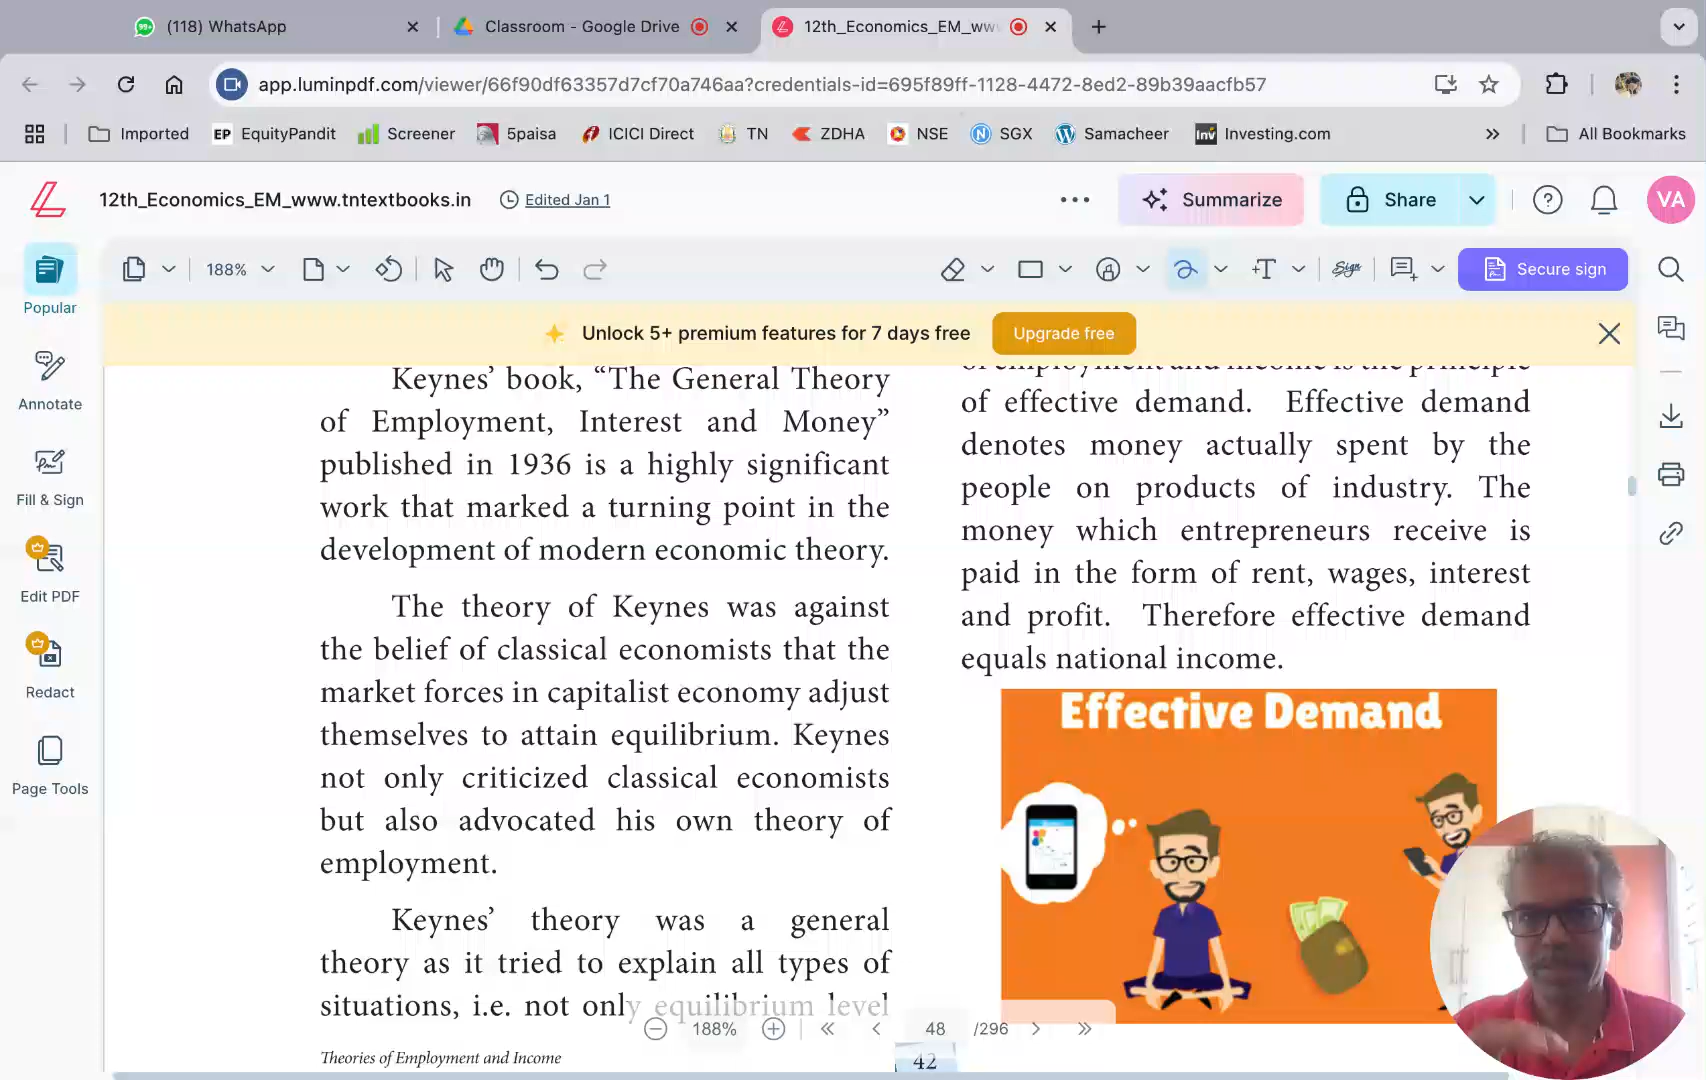 (118) WhatsApp
Classroom - Google Drive
12th_Economics_EM_ww
app.luminpdf.com/viewer/66f90df63357d7cf70a746aa?credentials-id=695f89ff-1128-4472-8ed2-89b39aacfb57
Imported
EP EquityPandit
Screener
5paisa
ICICI Direct
TN
ZDHA
NSE
SGX
Samacheer
Inv Investing.com
All Bookmarks
12th_Economics_EM_www.tntextbooks.in
Edited Jan 1
Summarize
Share
VA
188%
Sign
Secure sign
Popular
Annotate
Fill & Sign
Edit PDF
Redact
Page Tools
Unlock 5+ premium features for 7 days free
Upgrade free
Keynes’ book, “The General Theory
of Employment, Interest and Money”
published in 1936 is a highly significant
work that marked a turning point in the
development of modern economic theory.
The theory of Keynes was against
the belief of classical economists that the
market forces in capitalist economy adjust
themselves to attain equilibrium. Keynes
not only criticized classical economists
but also advocated his own theory of
employment.
Keynes’ theory was a general
theory as it tried to explain all types of
situations, i.e. not only equilibrium level
Theories of Employment and Income
42
of employment and income is the principle
of effective demand. Effective demand
denotes money actually spent by the
people on products of industry. The
money which entrepreneurs receive is
paid in the form of rent, wages, interest
and profit. Therefore effective demand
equals national income.
Effective Demand
188%
48 /296